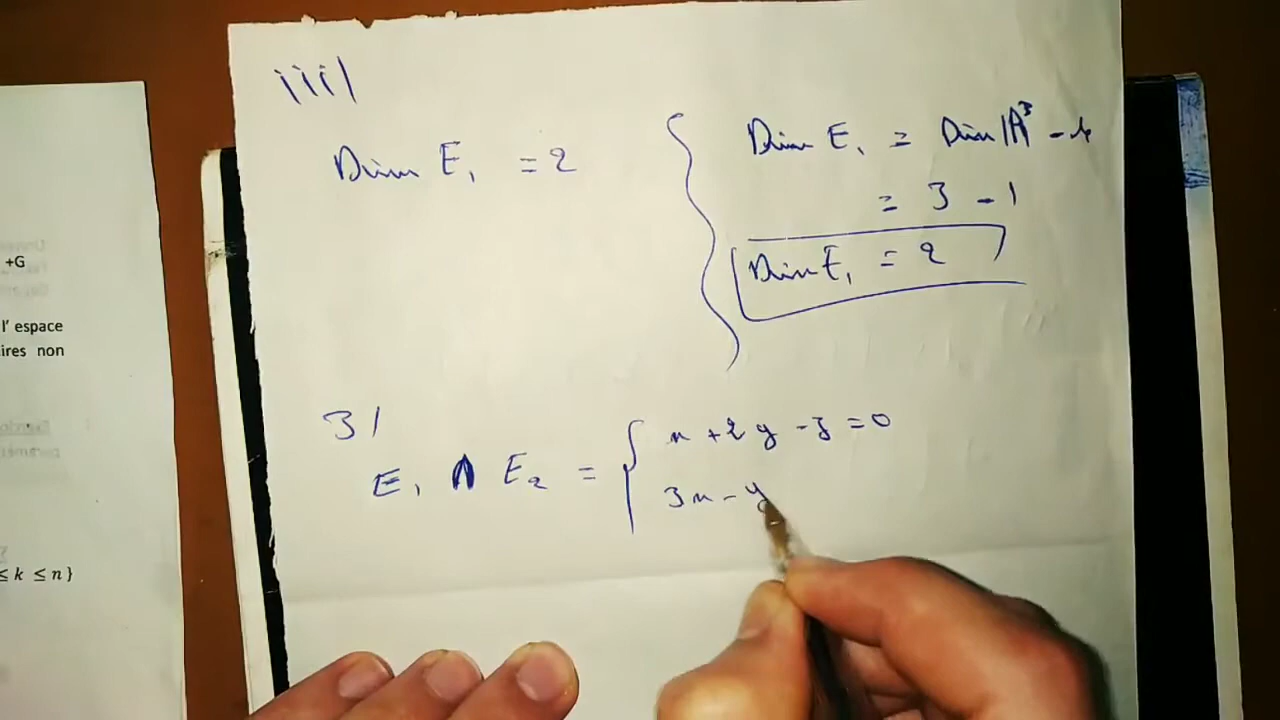 iii)
Dim E₁ = 2
Dim E₁ = Dim ℝ³ - 1
= 3 - 1
Dim E₁ = 2
3)
E₁ ∩ E₂ = { x + 2y - z = 0
3x - y
+G
l' espace
ires non
≤ k ≤ n }